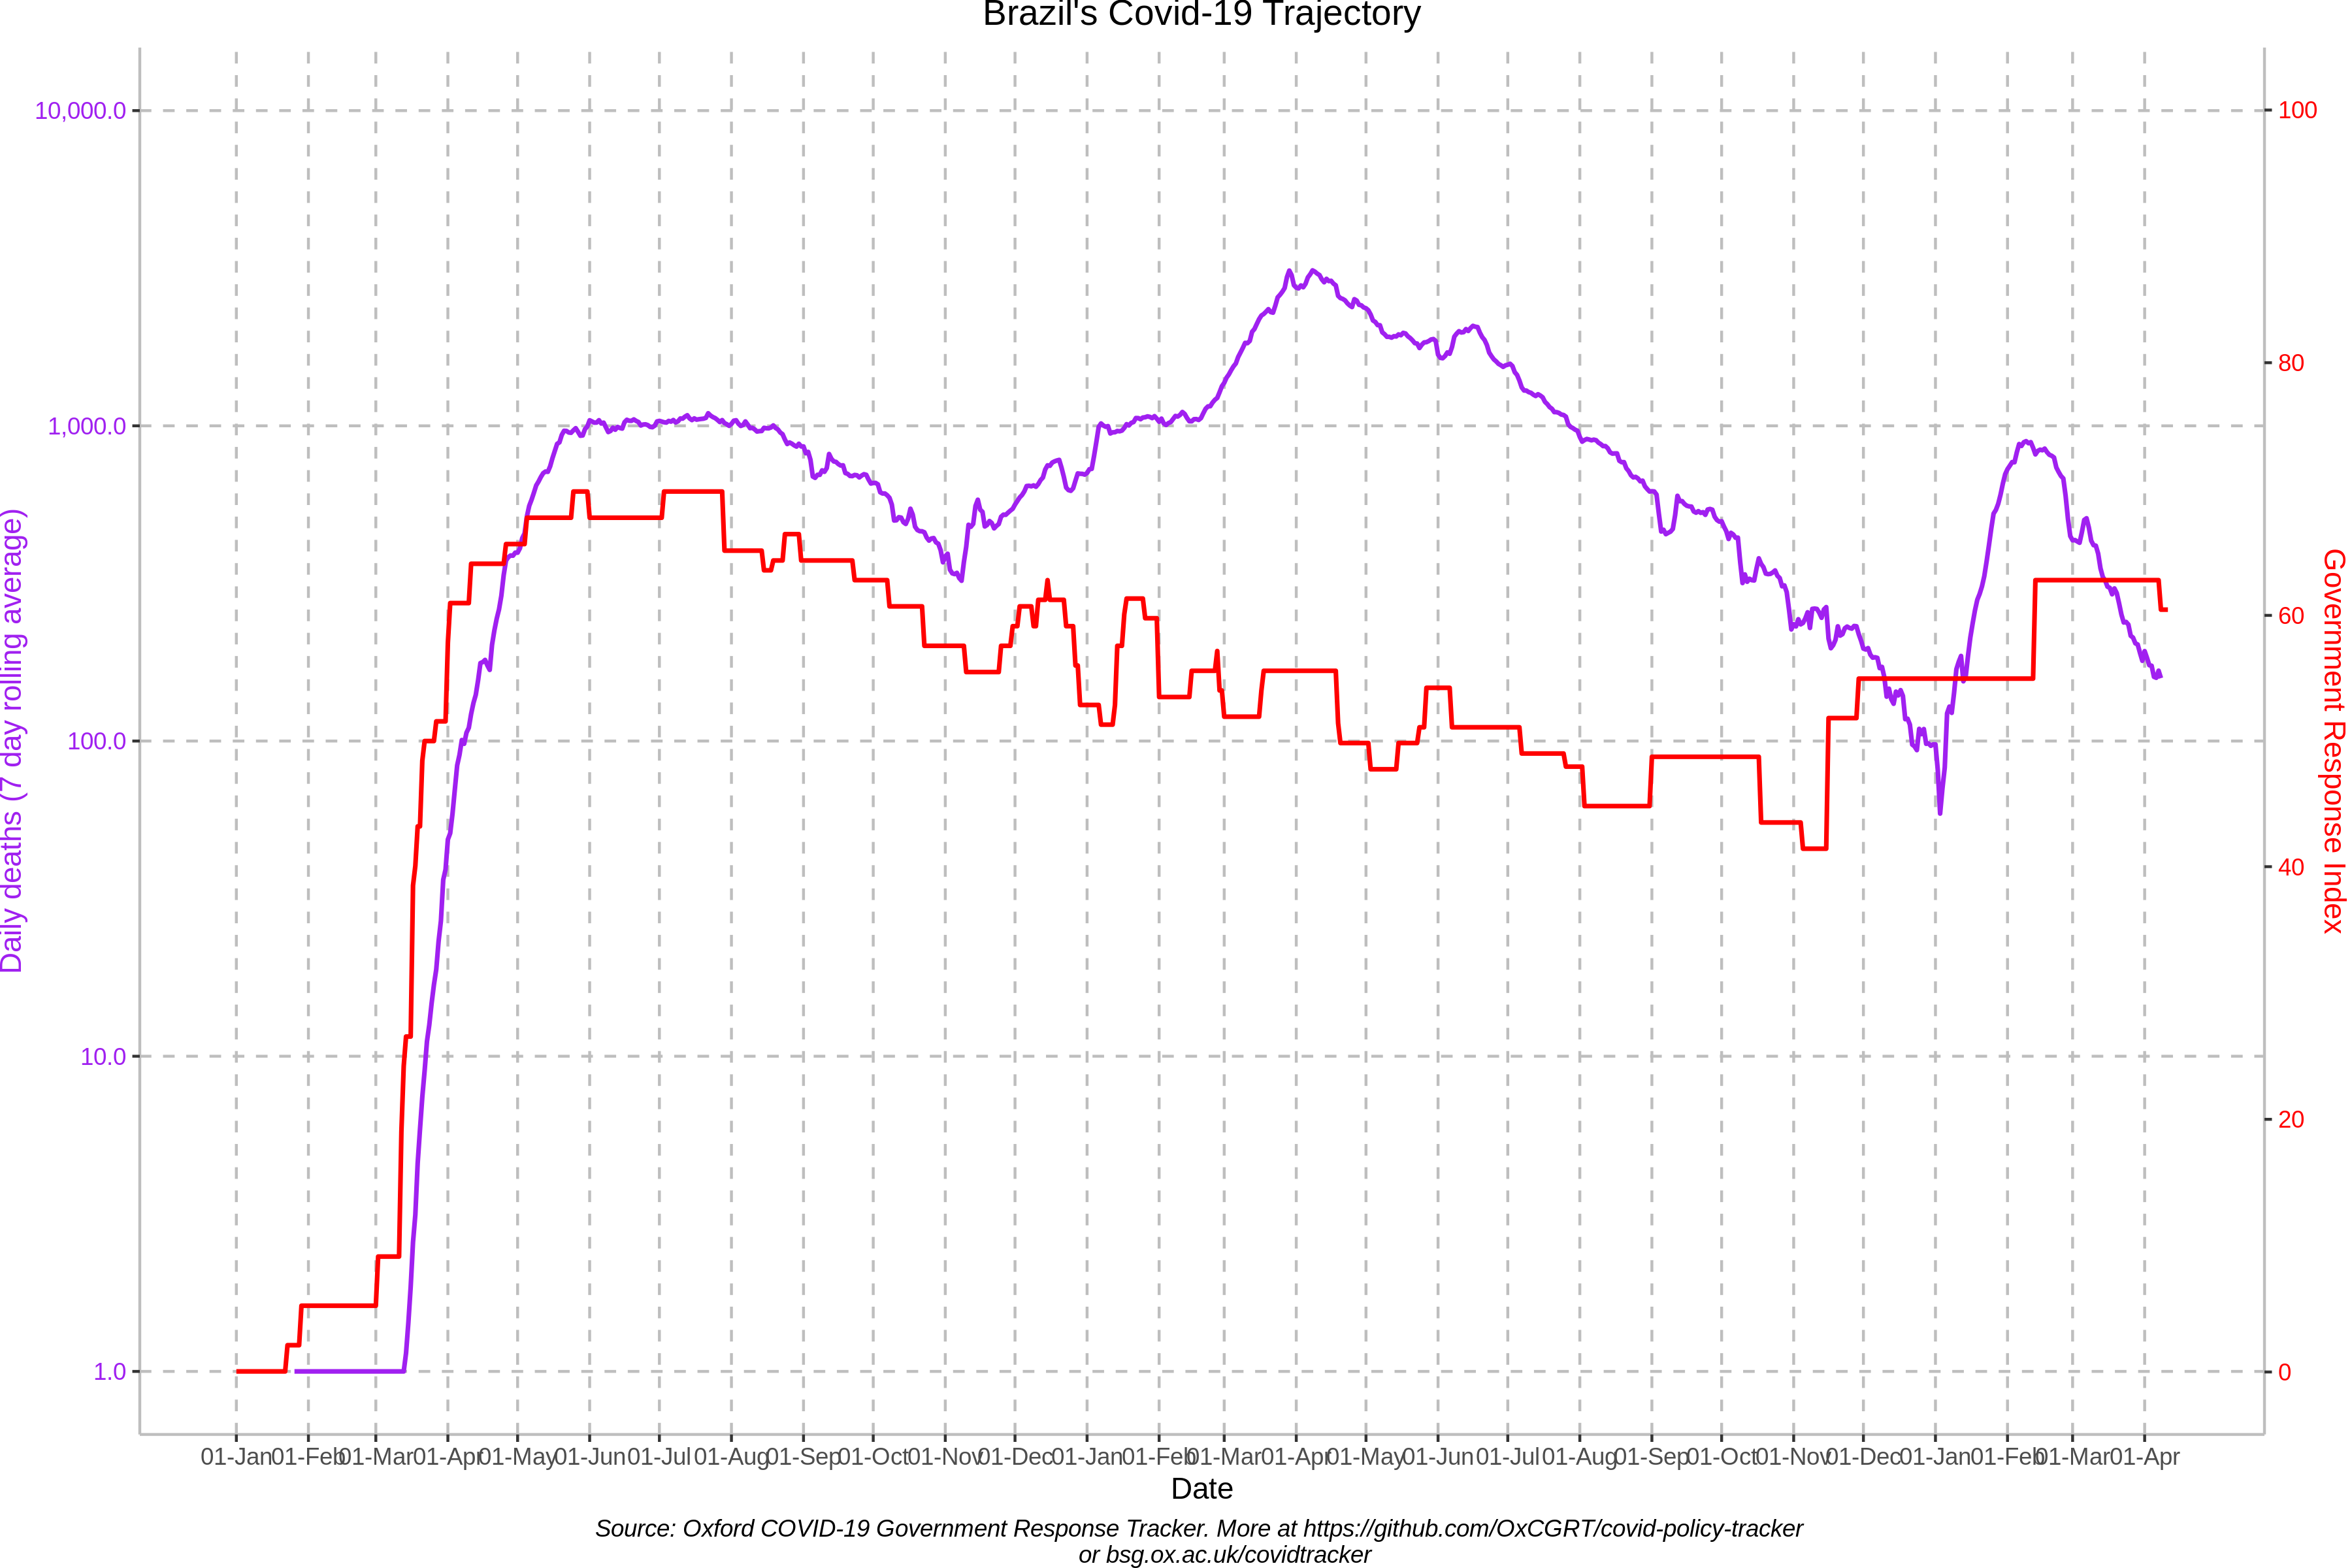 Brazil's Covid-19 Trajectory
10,000.0
1,000.0
100.0
10.0
1.0
Daily deaths (7 day rolling average)
100
80
60
40
20
0
Government Response Index
01-Jan 01-Feb 01-Mar 01-Apr 01-May 01-Jun 01-Jul 01-Aug 01-Sep 01-Oct 01-Nov 01-Dec 01-Jan 01-Feb 01-Mar 01-Apr 01-May 01-Jun 01-Jul 01-Aug 01-Sep 01-Oct 01-Nov 01-Dec 01-Jan 01-Feb 01-Mar 01-Apr
Date
Source: Oxford COVID-19 Government Response Tracker. More at https://github.com/OxCGRT/covid-policy-tracker
or bsg.ox.ac.uk/covidtracker